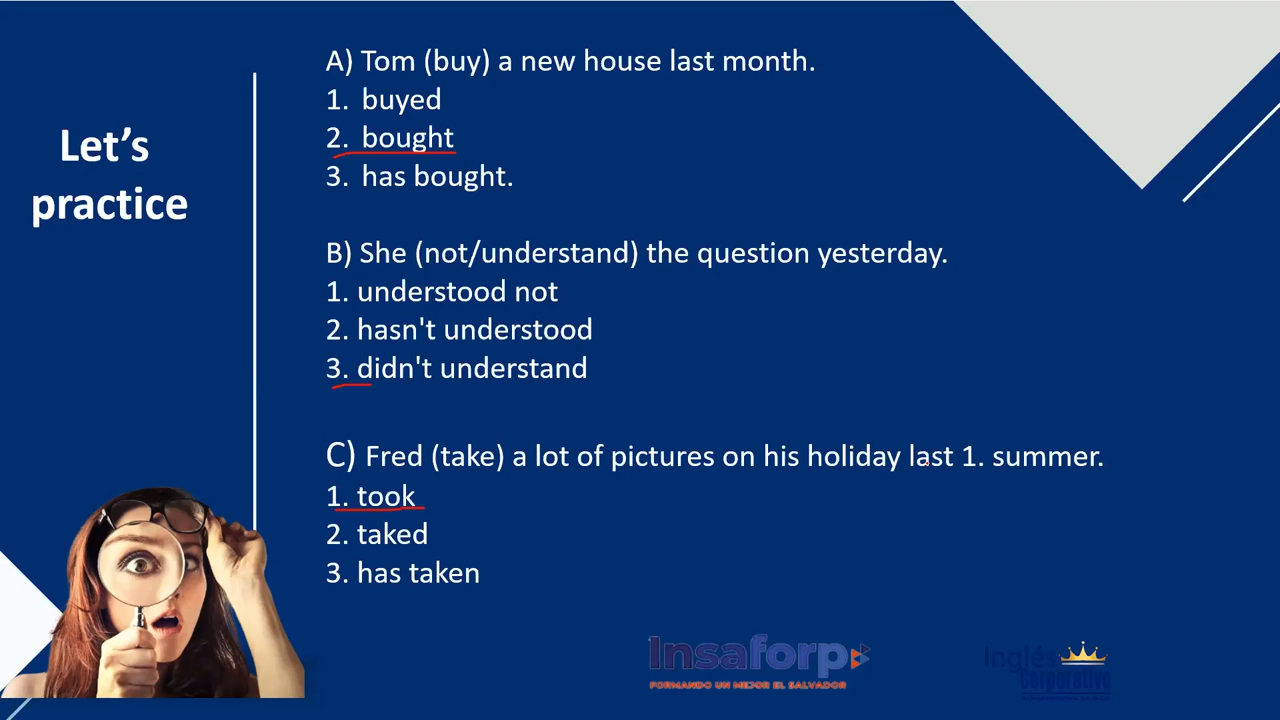 Let's
practice
A) Tom (buy) a new house last month.
1. buyed
2. bought
3. has bought.
B) She (not/understand) the question yesterday.
1. understood not
2. hasn't understood
3. didn't understand
C) Fred (take) a lot of pictures on his holiday last 1. summer.
1. took
2. taked
3. has taken
Insaforp
FORMANDO UN MEJOR EL SALVADOR
Inglés
Corporativo